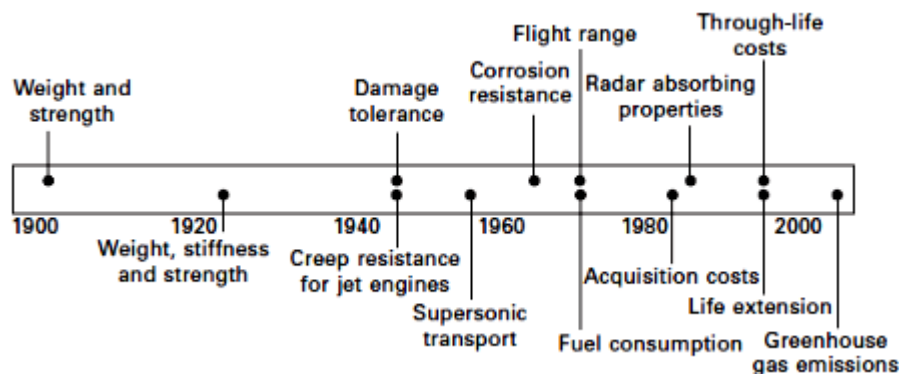 Weight and
strength
Damage
tolerance
Corrosion
resistance
Flight range
Radar absorbing
properties
Through-life
costs
1900
1920
1940
1960
1980
2000
Weight, stiffness
and strength
Creep resistance
for jet engines
Supersonic
transport
Fuel consumption
Acquisition costs
Life extension
Greenhouse
gas emissions